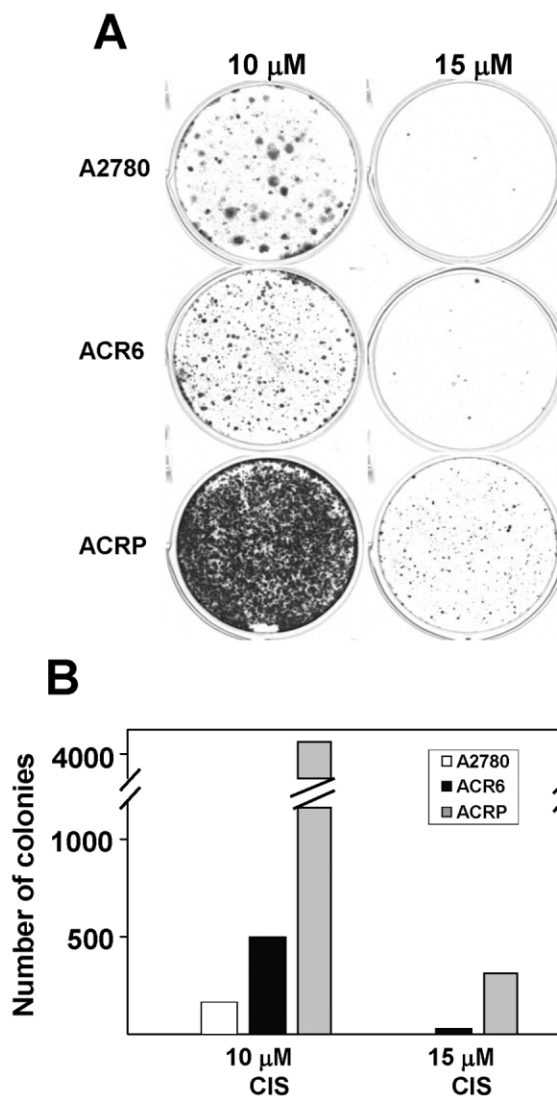 A
10 µM 15 µM
A2780
ACR6
ACRP
B
Number of colonies
4000
1000
500
A2780
ACR6
ACRP
10 µM
CIS
15 µM
CIS